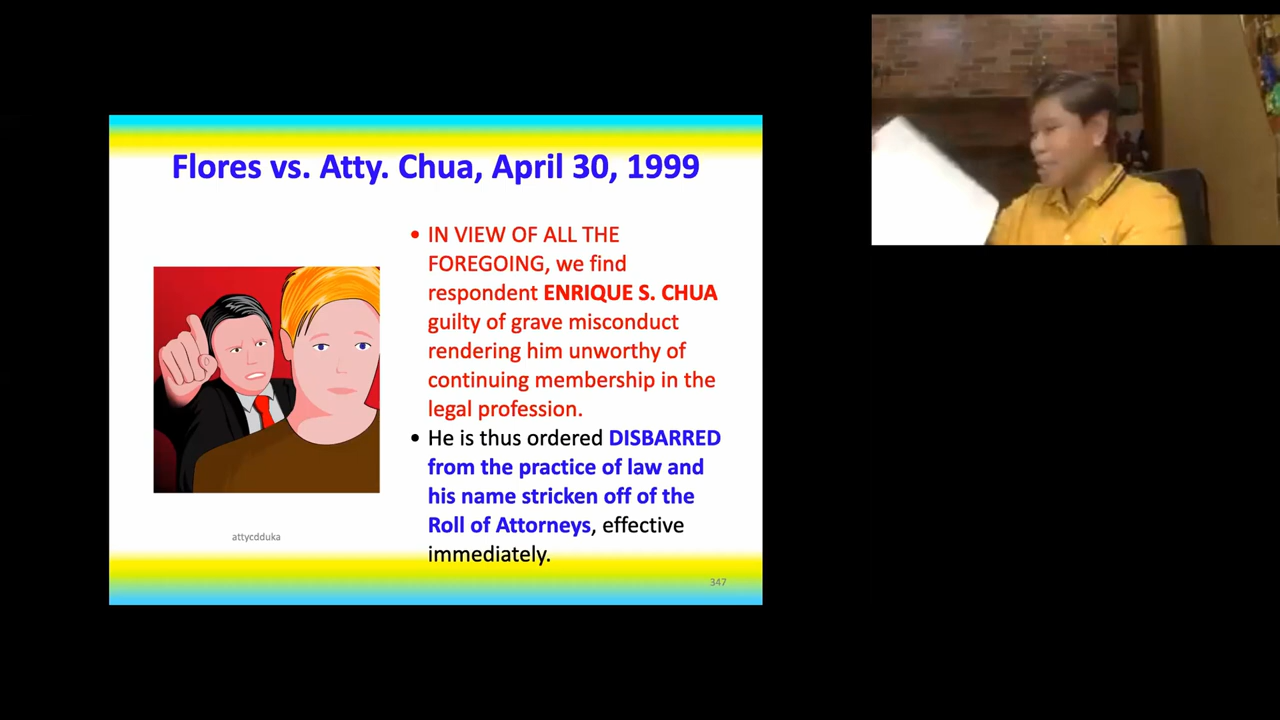 Flores vs. Atty. Chua, April 30, 1999
• IN VIEW OF ALL THE
FOREGOING, we find
respondent ENRIQUE S. CHUA
guilty of grave misconduct
rendering him unworthy of
continuing membership in the
legal profession.
• He is thus ordered DISBARRED
from the practice of law and
his name stricken off of the
Roll of Attorneys, effective
immediately.
attycdduka
347